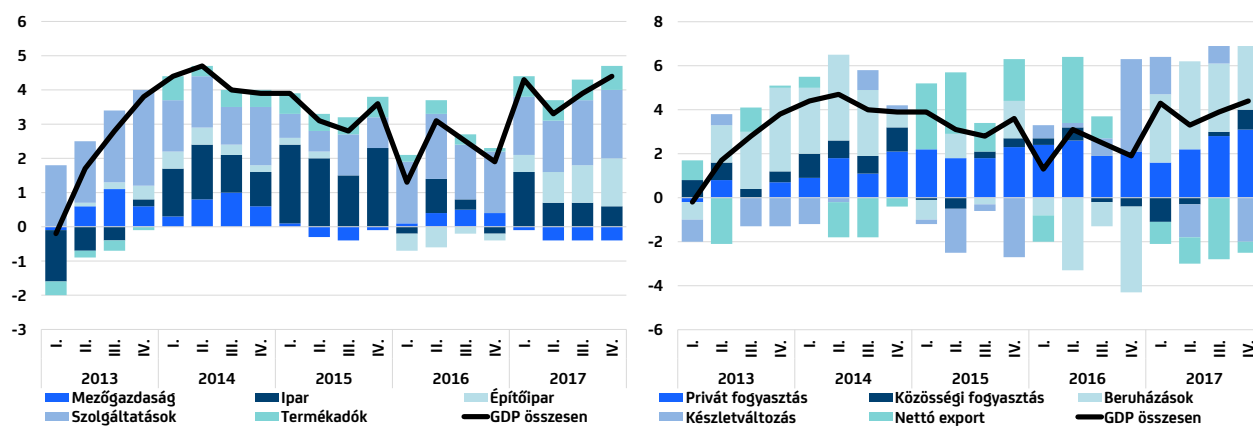 6
5
4
3
2
1
0
-1
-2
-3
I. II. III. IV. I. II. III. IV. I. II. III. IV. I. II. III. IV. I. II. III. IV.
2013 2014 2015 2016 2017
Mezőgazdaság Ipar Építőipar
Szolgáltatások Termékadók GDP összesen
8
6
4
2
0
-2
-4
-6
I. II. III. IV. I. II. III. IV. I. II. III. IV. I. II. III. IV. I. II. III. IV.
2013 2014 2015 2016 2017
Privát fogyasztás Közösségi fogyasztás Beruházások
Készletváltozás Nettó export GDP összesen